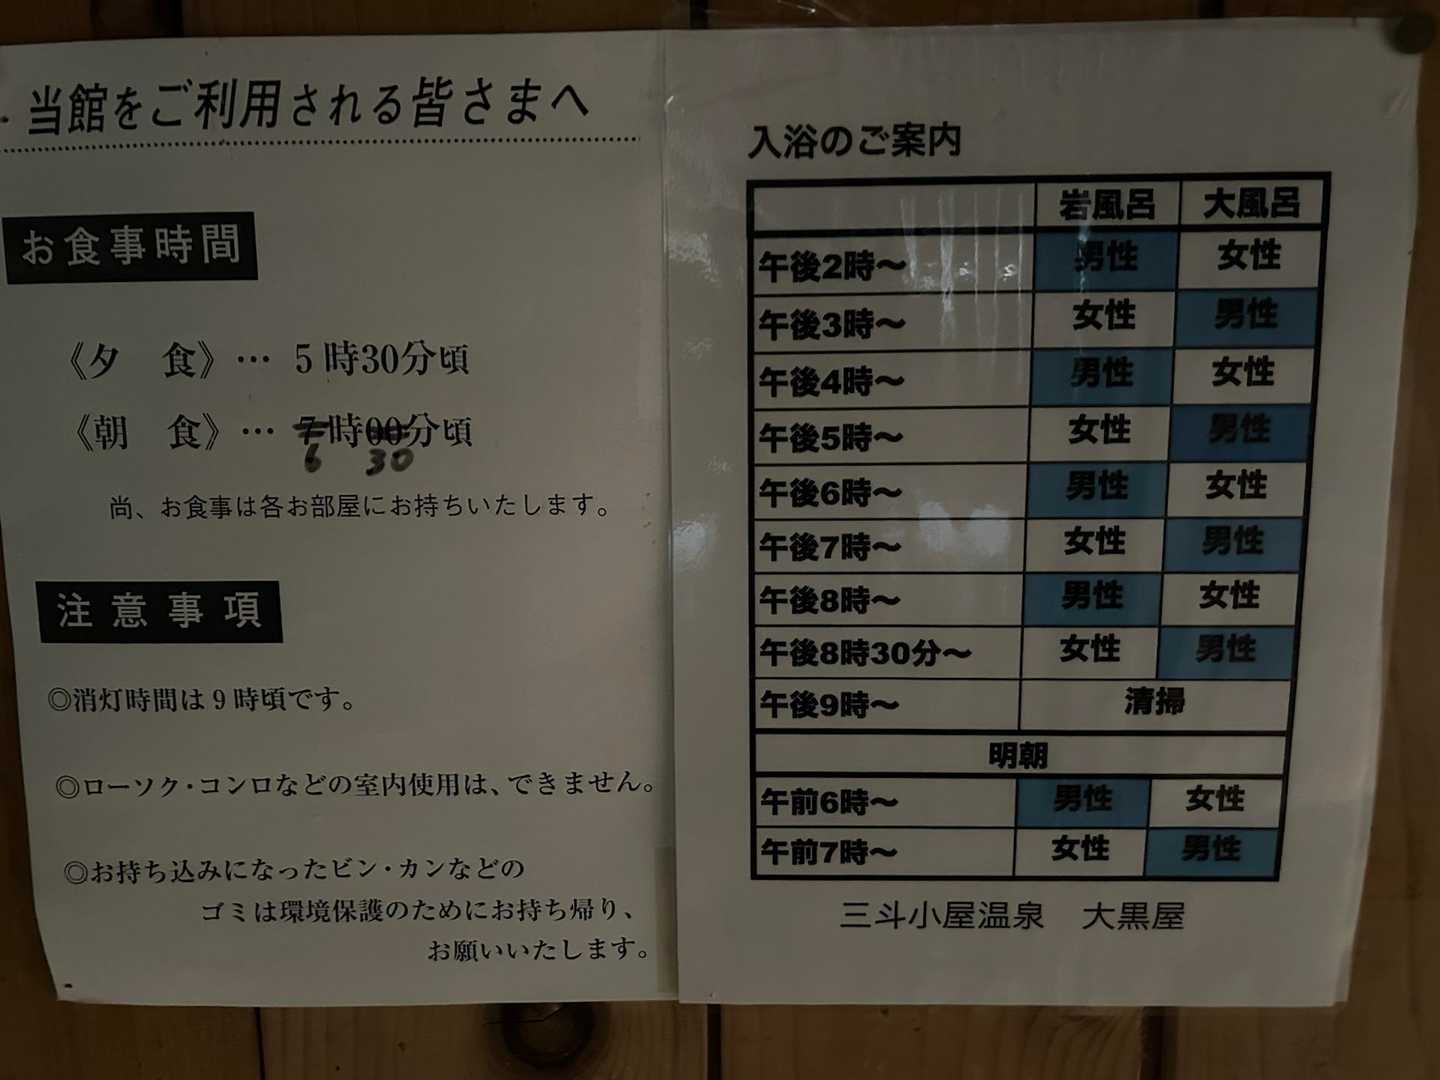 当館をご利用される皆さまへ
お食事時間
《夕 食》… 5時30分頃
《朝 食》… 7時00分頃
6 30
尚、お食事は各お部屋にお持ちいたします。
注意事項
◎消灯時間は9時頃です。
◎ローソク・コンロなどの室内使用は、できません。
◎お持ち込みになったビン・カンなどの
ゴミは環境保護のためにお持ち帰り、
お願いいたします。
入浴のご案内
岩風呂 大風呂
午後2時〜 男性 女性
午後3時〜 女性 男性
午後4時〜 男性 女性
午後5時〜 女性 男性
午後6時〜 男性 女性
午後7時〜 女性 男性
午後8時〜 男性 女性
午後8時30分〜 女性 男性
午後9時〜 清掃
明朝
午前6時〜 男性 女性
午前7時〜 女性 男性
三斗小屋温泉 大黒屋